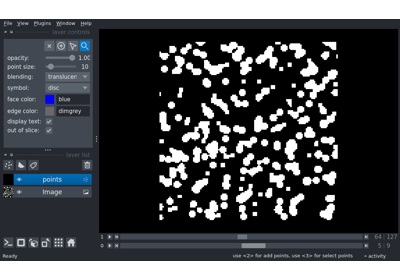 File View Plugins Window Help
layer controls
opacity: 1.00
point size: 10
blending: translucen
symbol: disc
face color: blue
edge color: dimgrey
display text:
out of slice:
layer list
points
Image
1 64 127
0 5 9
Ready use <2> for add points, use <3> for select points activity